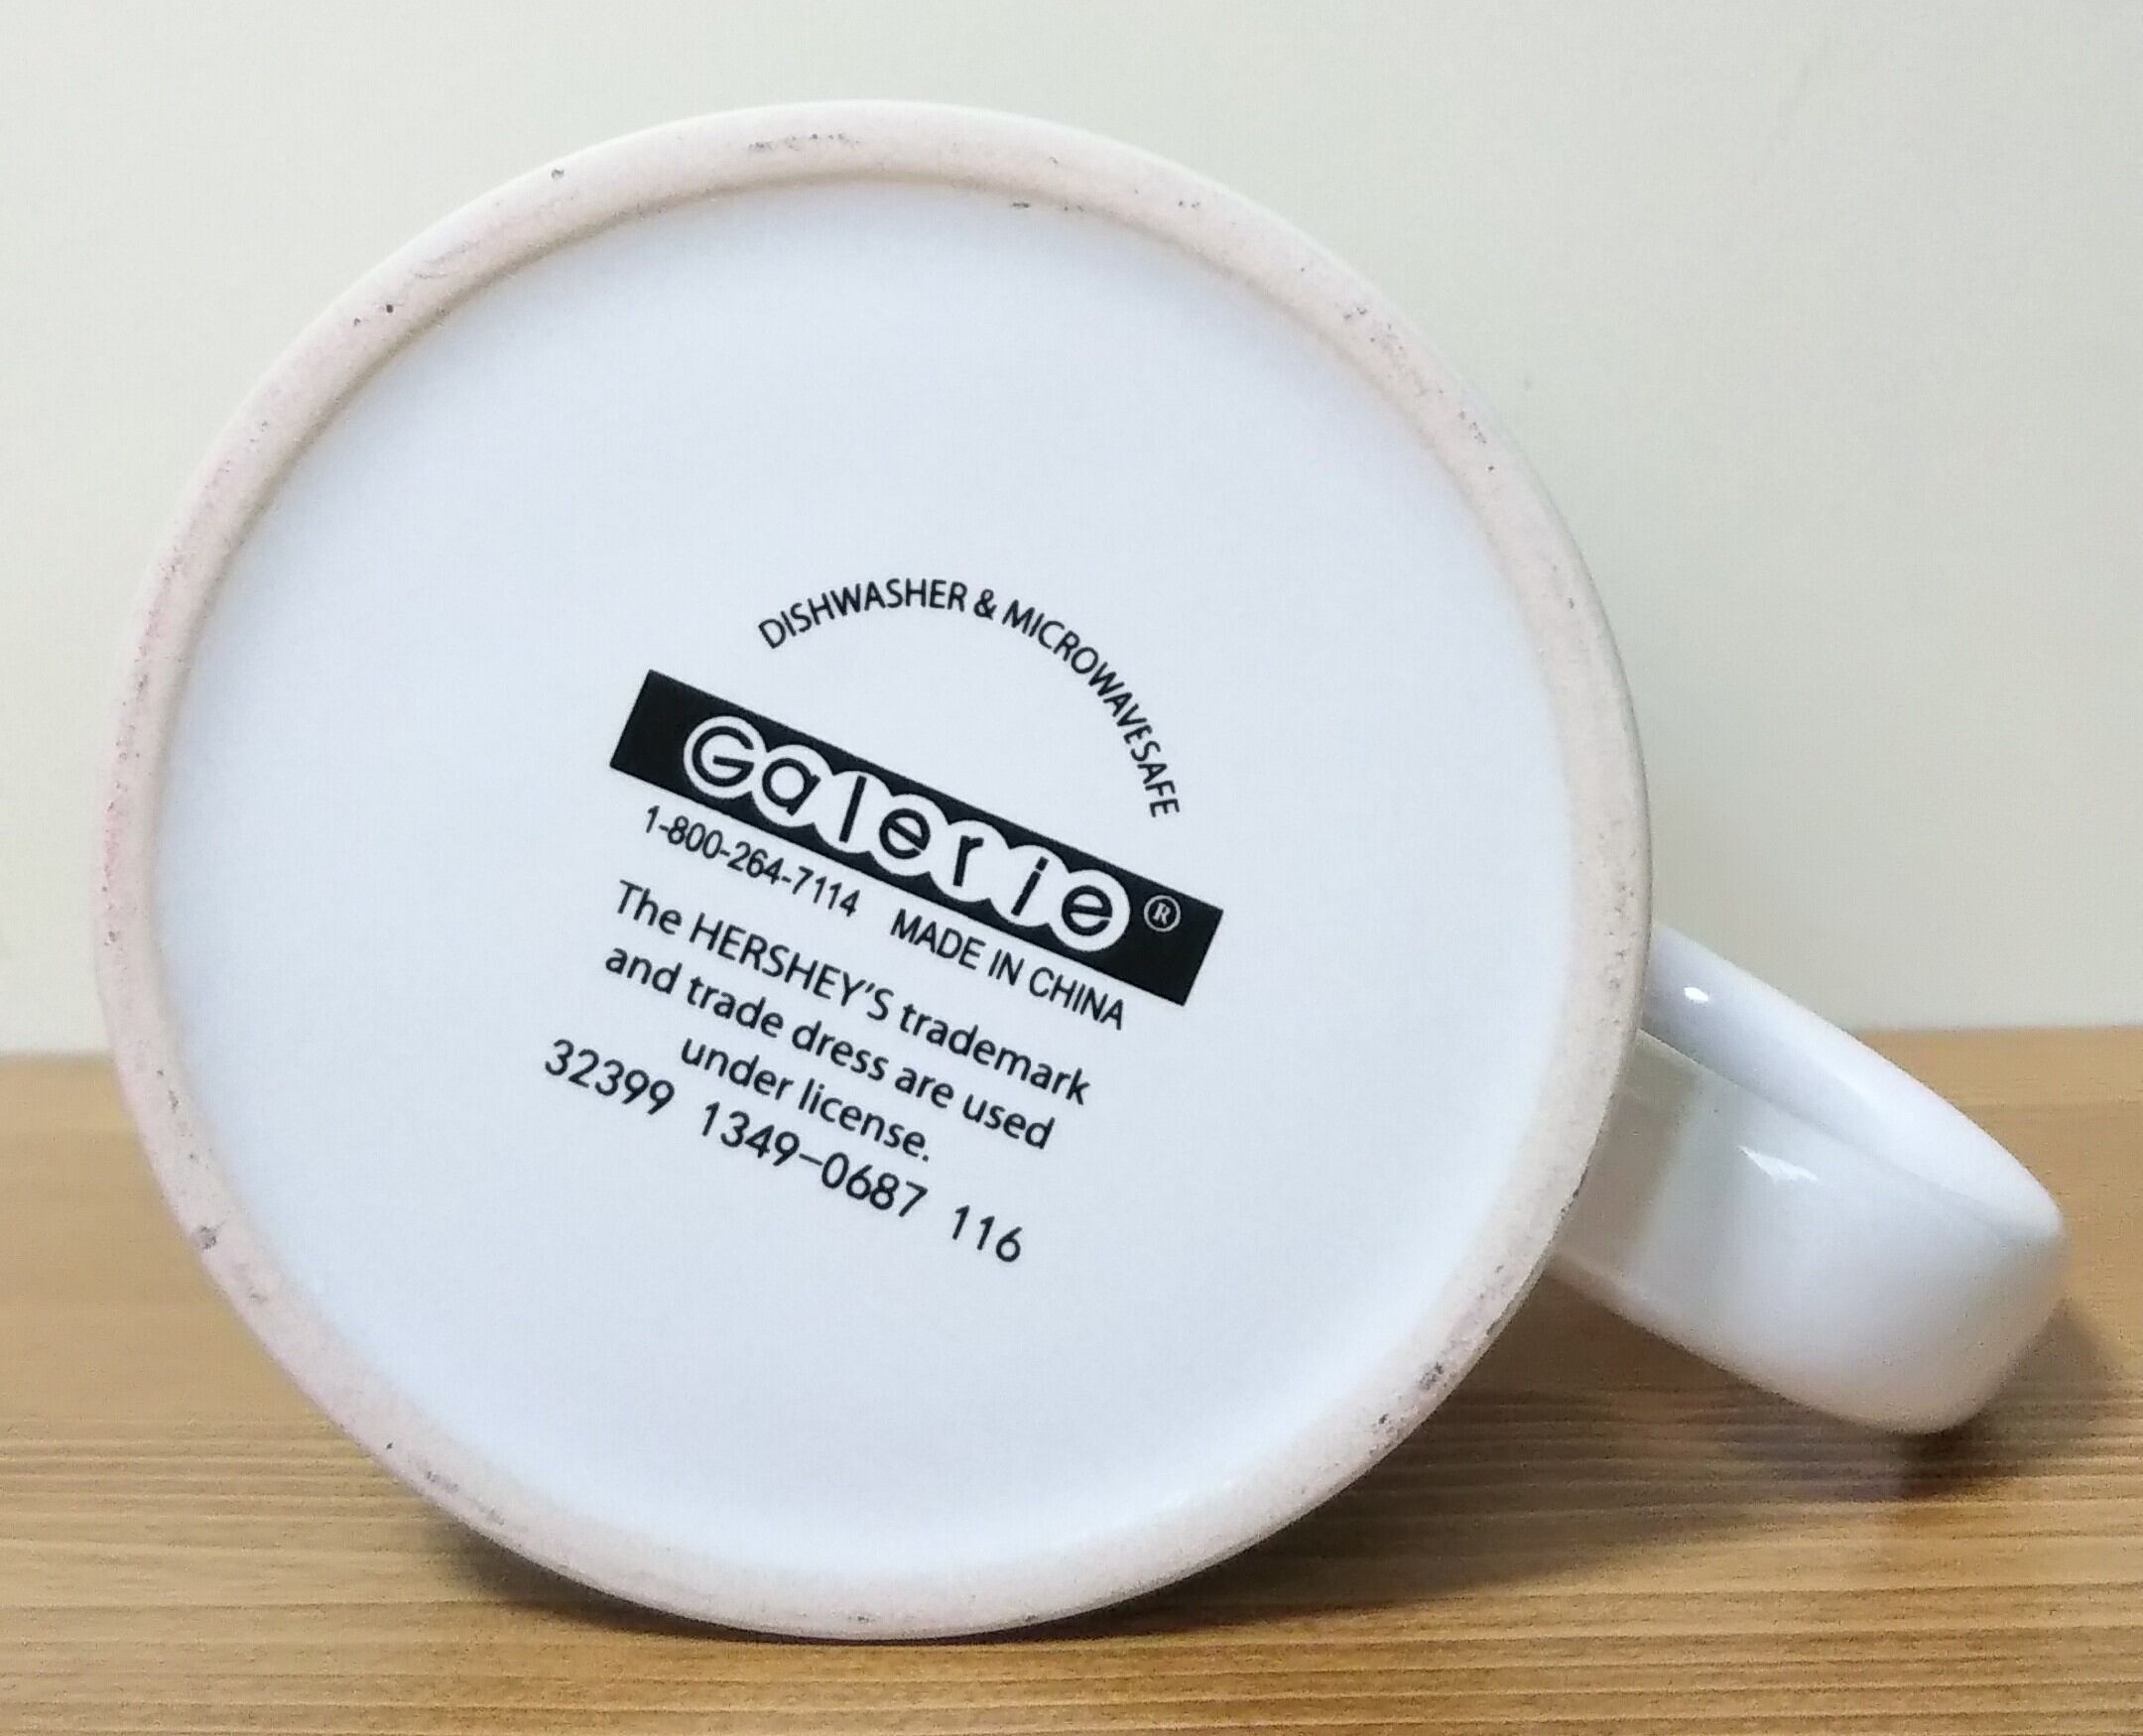 DISHWASHER & MICROWAVESAFE
Galerie®
1-800-264-7114 MADE IN CHINA
The HERSHEY'S trademark
and trade dress are used
under license.
32399 1349-0687 116